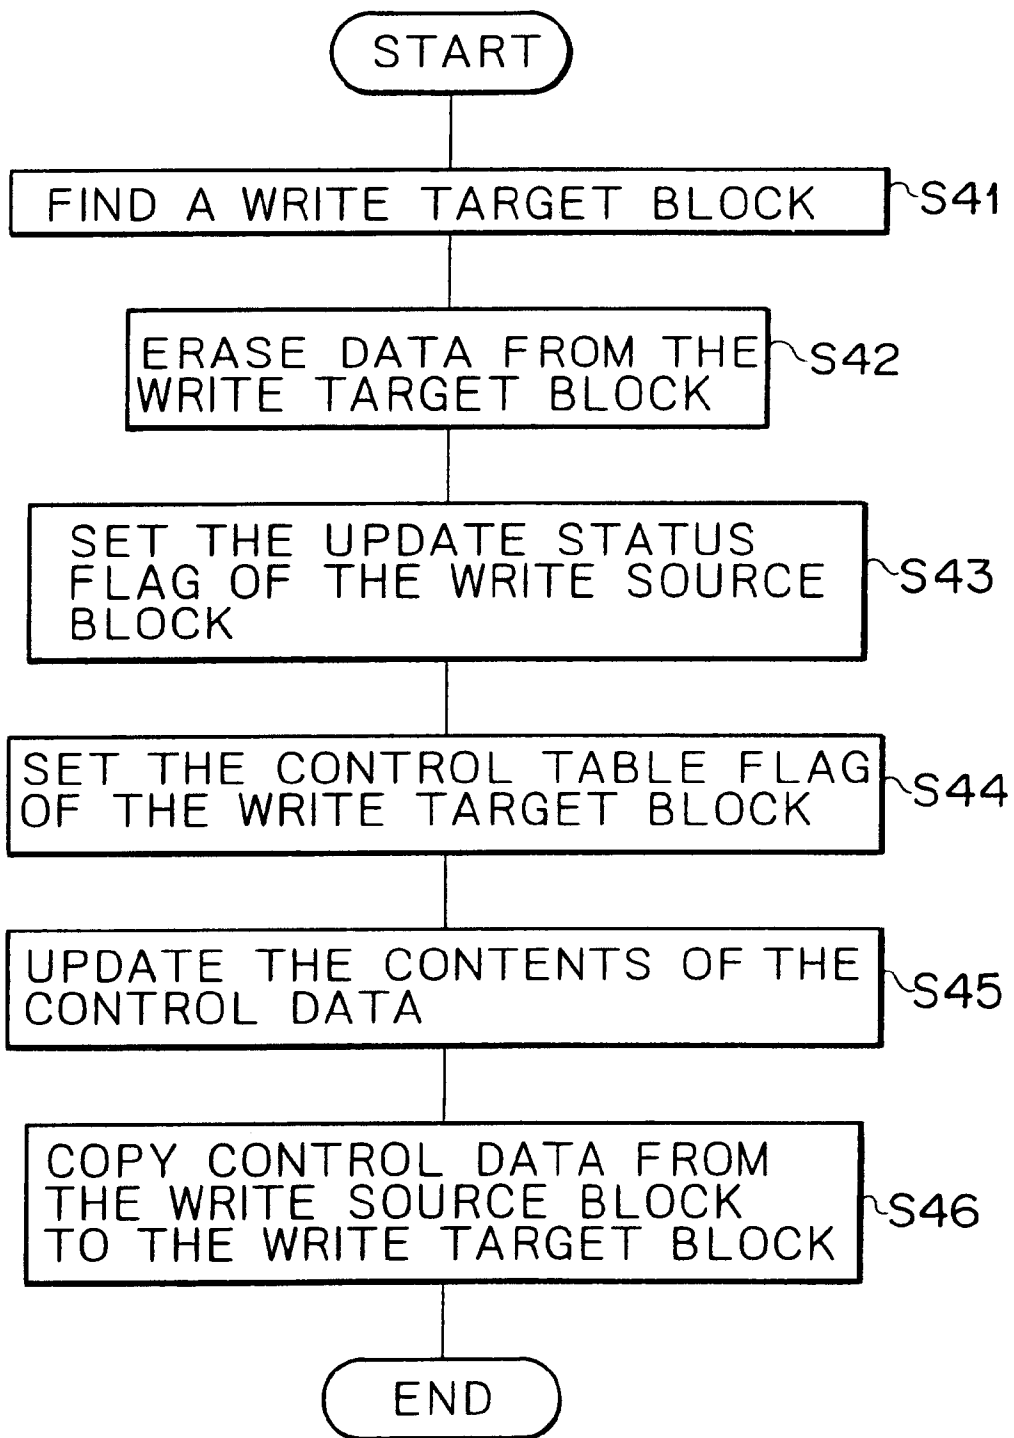 START
FIND A WRITE TARGET BLOCK
S41
ERASE DATA FROM THE
WRITE TARGET BLOCK
S42
SET THE UPDATE STATUS
FLAG OF THE WRITE SOURCE
BLOCK
S43
SET THE CONTROL TABLE FLAG
OF THE WRITE TARGET BLOCK
S44
UPDATE THE CONTENTS OF THE
CONTROL DATA
S45
COPY CONTROL DATA FROM
THE WRITE SOURCE BLOCK
TO THE WRITE TARGET BLOCK
S46
END